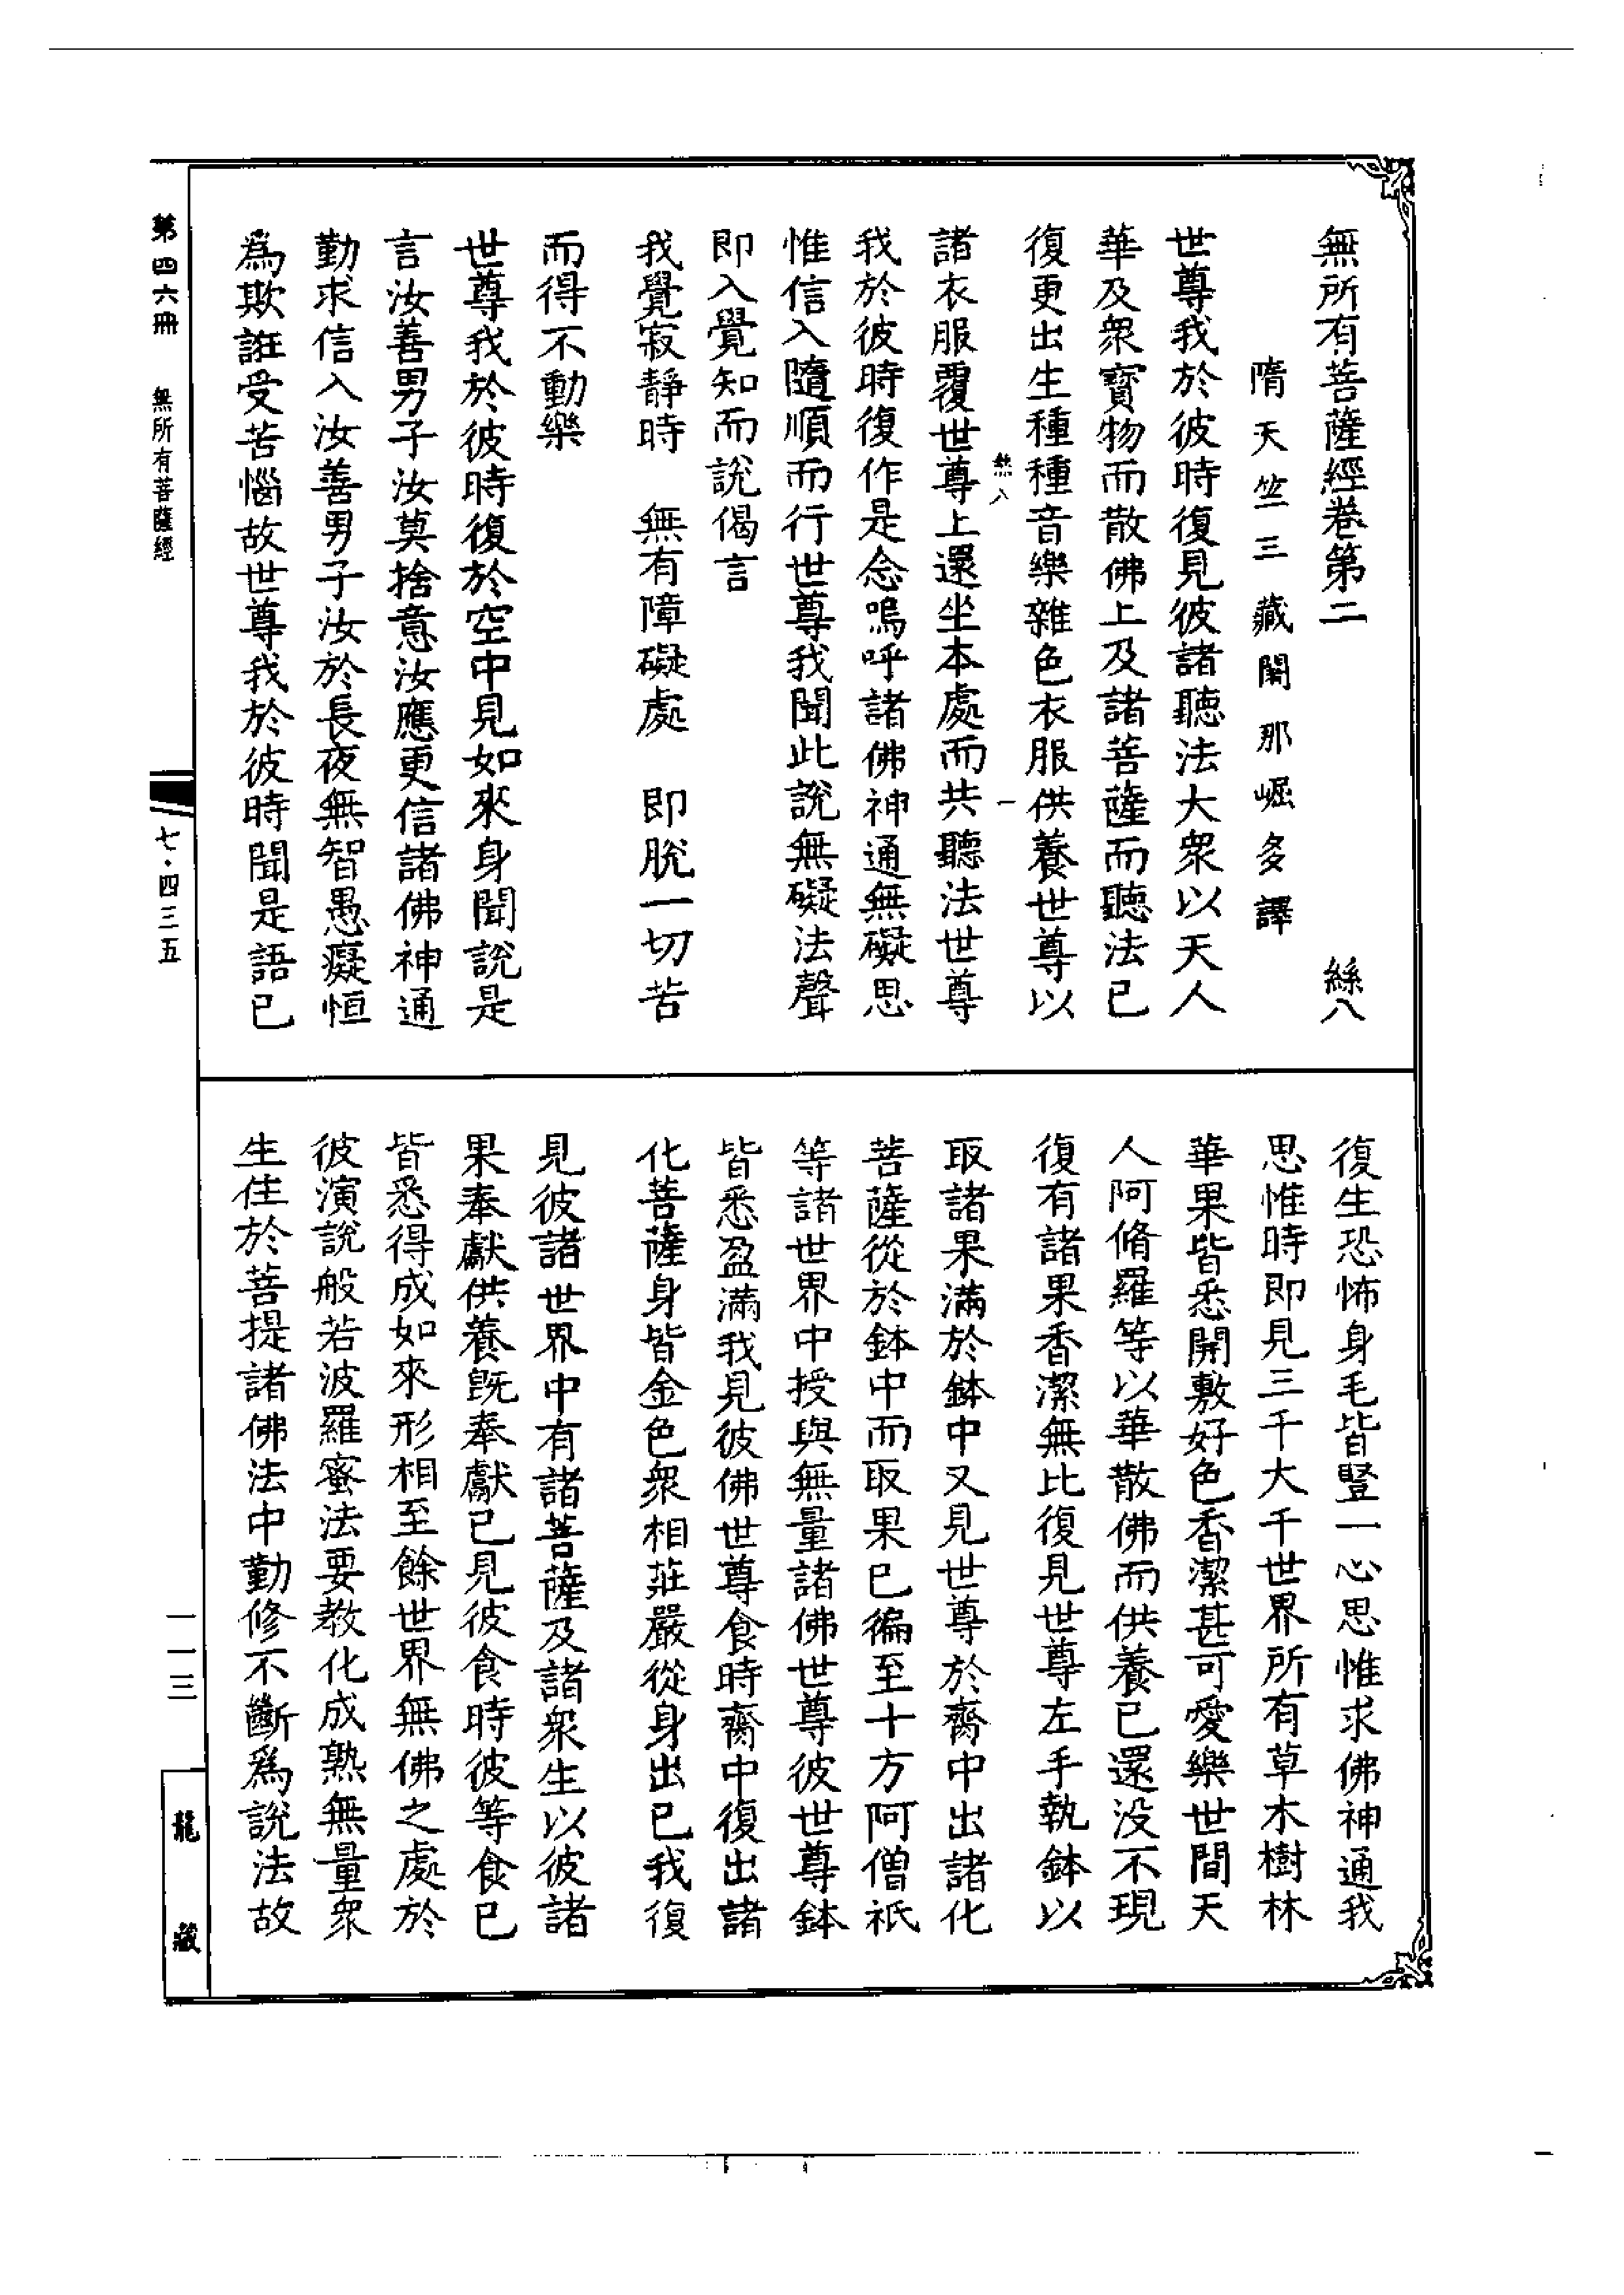 無所有菩薩經卷第二　絲八
隋天竺三藏闍那崛多譯
世尊我於彼時復見彼諸聽法大衆以天人
華及衆寳物而散佛上及諸菩薩而聽法已
復更出生種種音樂雜色衣服供養世尊以
諸衣服覆世尊上還坐本處而共聽法世尊
我於彼時復作是念嗚呼諸佛神通無礙思
惟信入隨順而行世尊我聞此說無礙法聲
即入覺知而說偈言
我覺寂靜時　無有障礙處　即脫一切苦
而得不動樂
世尊我於彼時復於空中見如來身聞說是
言汝善男子汝莫捨意汝應更信諸佛神通
勤求信入汝善男子汝於長夜無智愚癡恒
爲欺誑受苦惱故世尊我於彼時聞是語已
復生恐怖身毛皆豎一心思惟求佛神通我
思惟時即見三千大千世界所有草木樹林
華果皆悉開敷好色香潔甚可愛樂世間天
人阿脩羅等以華散佛而供養已還没不現
復有諸果香潔無比復見世尊左手執鉢以
取諸果滿於鉢中又見世尊於齎中出諸化
菩薩從於鉢中而取果已徧至十方阿僧祇
等諸世界中授與無量諸佛世尊彼世尊鉢
皆悉盈滿我見彼佛世尊食時齎中復出諸
化菩薩身皆金色衆相莊嚴從身出已我復
見彼諸世界中有諸菩薩及諸衆生以彼諸
果奉獻供養旣奉獻已見彼食時彼等食已
皆悉得成如來形相至餘世界無佛之處於
彼演說般若波羅蜜法要教化成熟無量衆
生住於菩提諸佛法中勤修不斷爲說法故
第四六冊　無所有菩薩經
七·四三五
一一三
龍藏